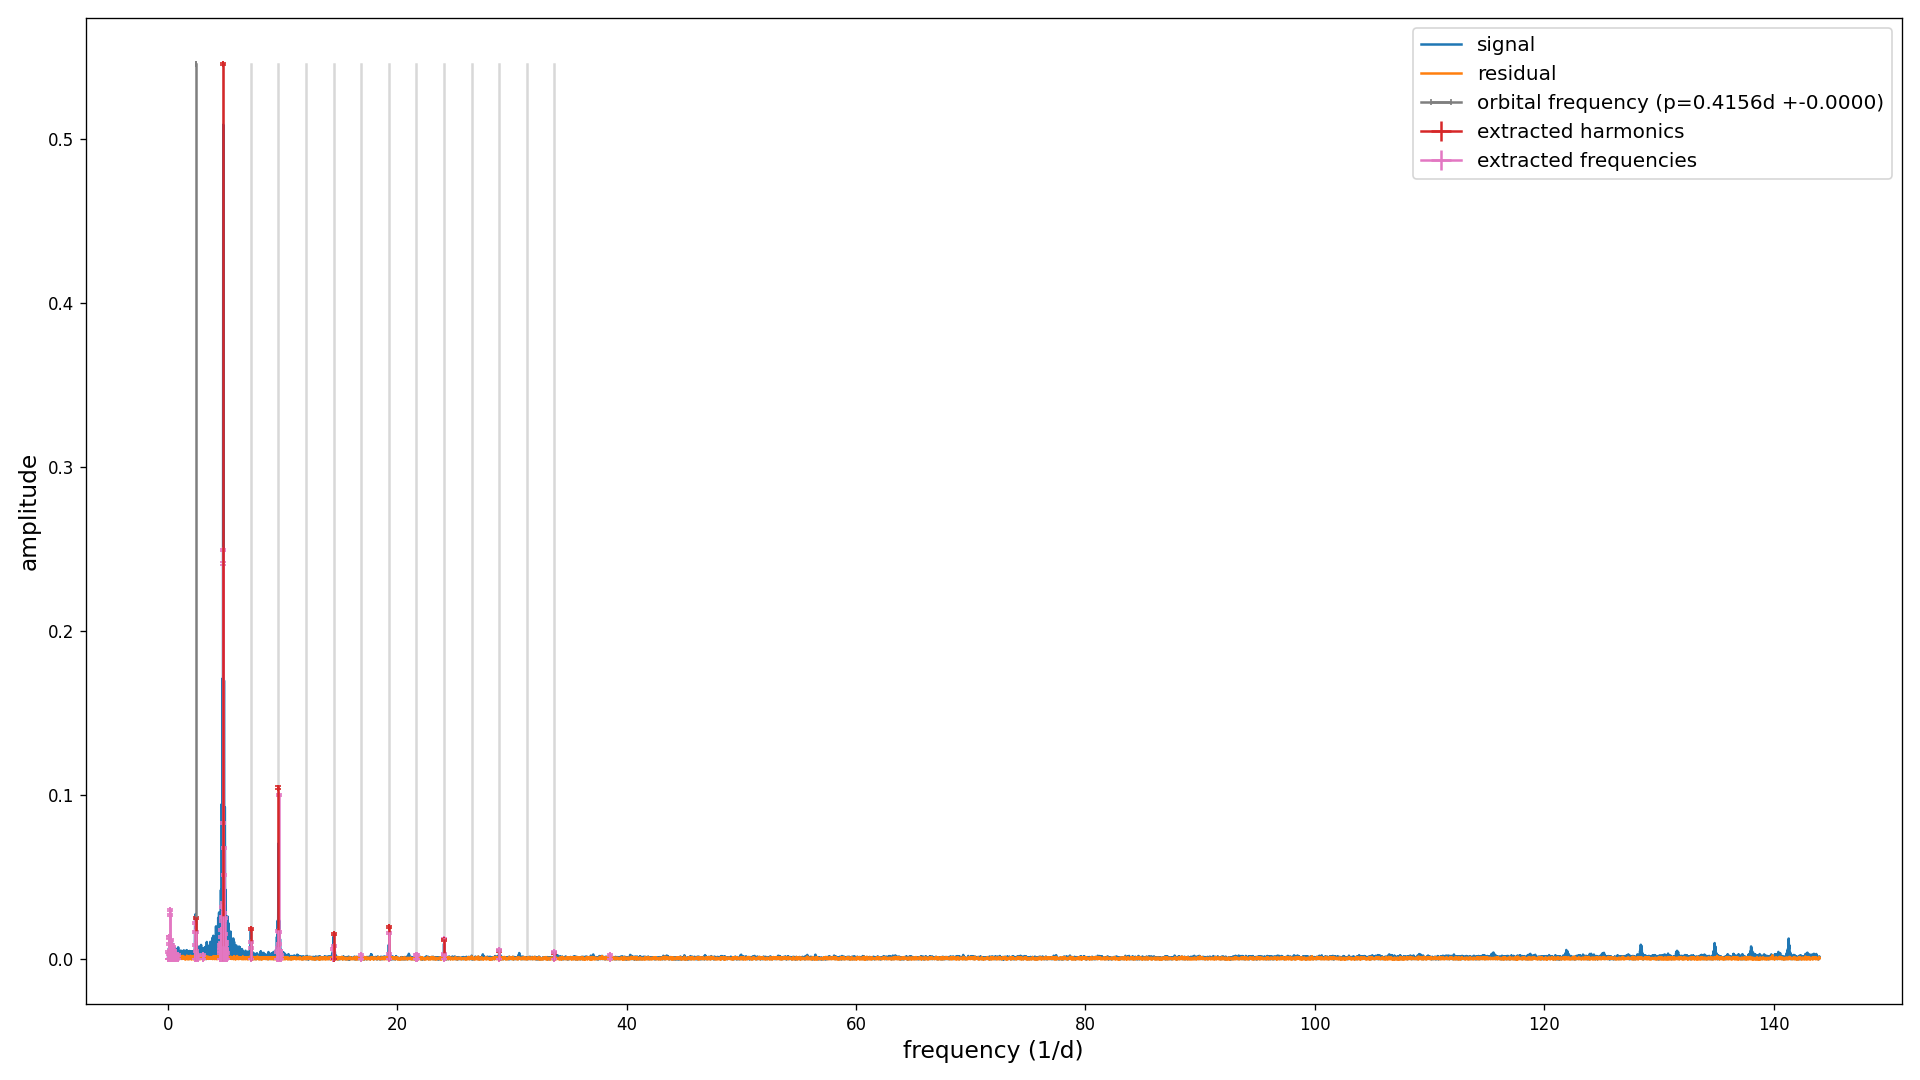 signal
residual
orbital frequency (p=0.4156d +-0.0000)
extracted harmonics
extracted frequencies
0.5
0.4
0.3
0.2
0.1
0.0
amplitude
0 20 40 60 80 100 120 140
frequency (1/d)